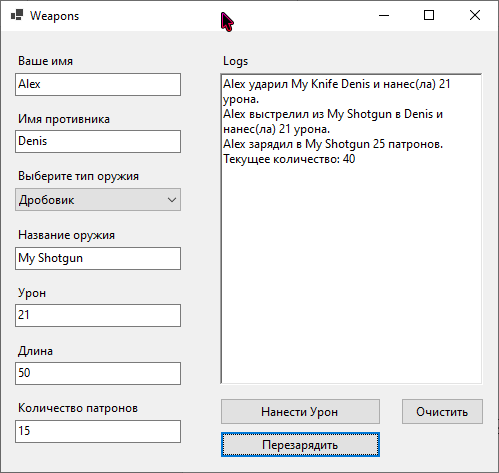 Weapons
Ваше имя
Alex
Имя противника
Denis
Выберите тип оружия
Дробовик
Название оружия
My Shotgun
Урон
21
Длина
50
Количество патронов
15
Logs
Alex ударил My Knife Denis и нанес(ла) 21
урона.
Alex выстрелил из My Shotgun в Denis и
нанес(ла) 21 урона.
Alex зарядил в My Shotgun 25 патронов.
Текущее количество: 40
Нанести Урон
Очистить
Перезарядить